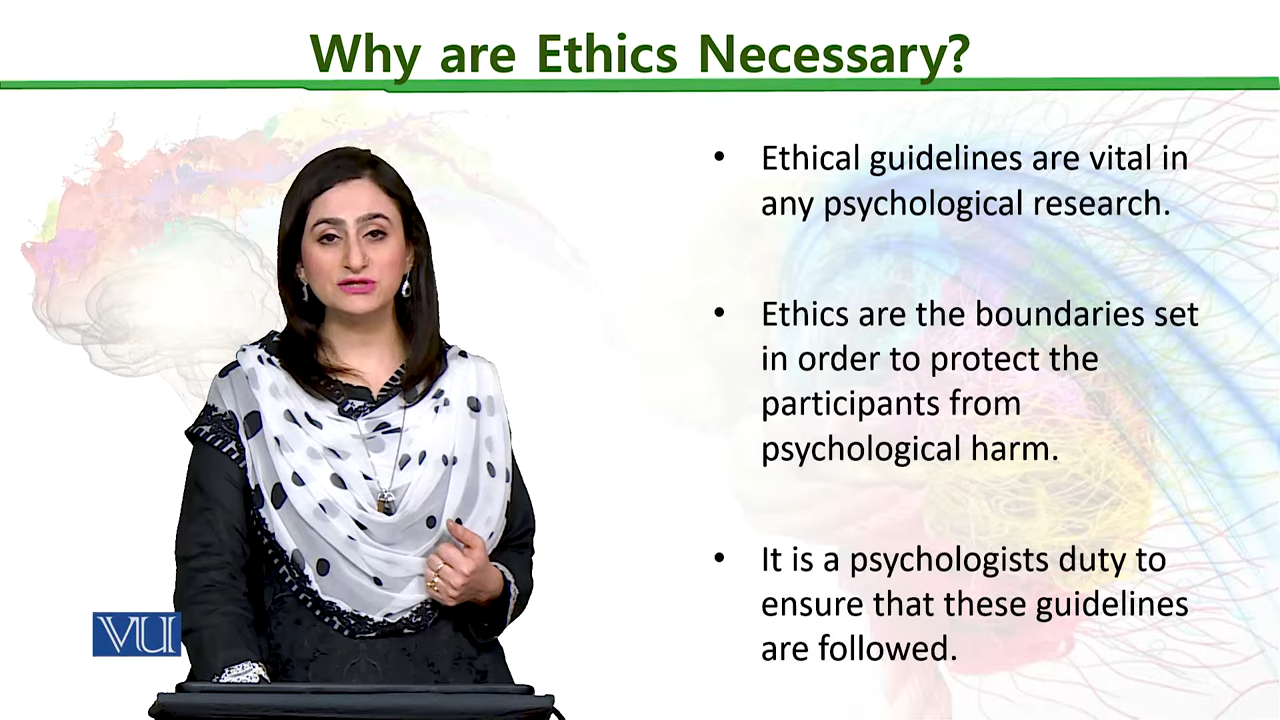 Why are Ethics Necessary?
• Ethical guidelines are vital in
any psychological research.
• Ethics are the boundaries set
in order to protect the
participants from
psychological harm.
• It is a psychologists duty to
ensure that these guidelines
are followed.
VU